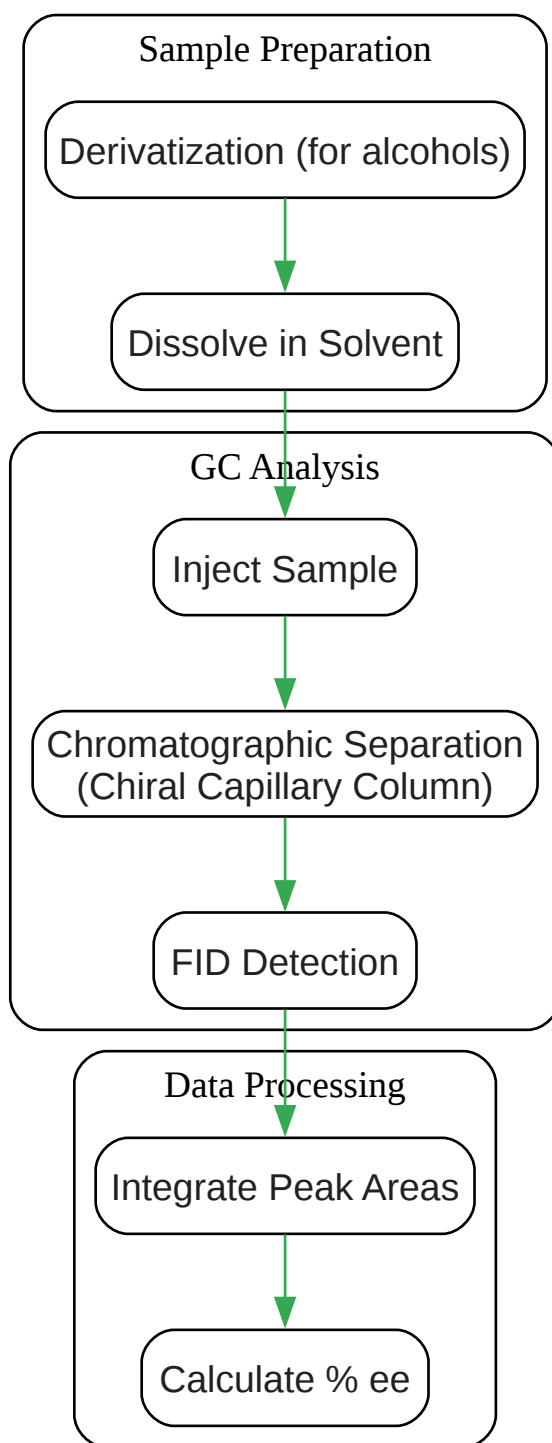 Sample Preparation
Derivatization (for alcohols)
Dissolve in Solvent
GC Analysis
Inject Sample
Chromatographic Separation
(Chiral Capillary Column)
FID Detection
Data Processing
Integrate Peak Areas
Calculate % ee